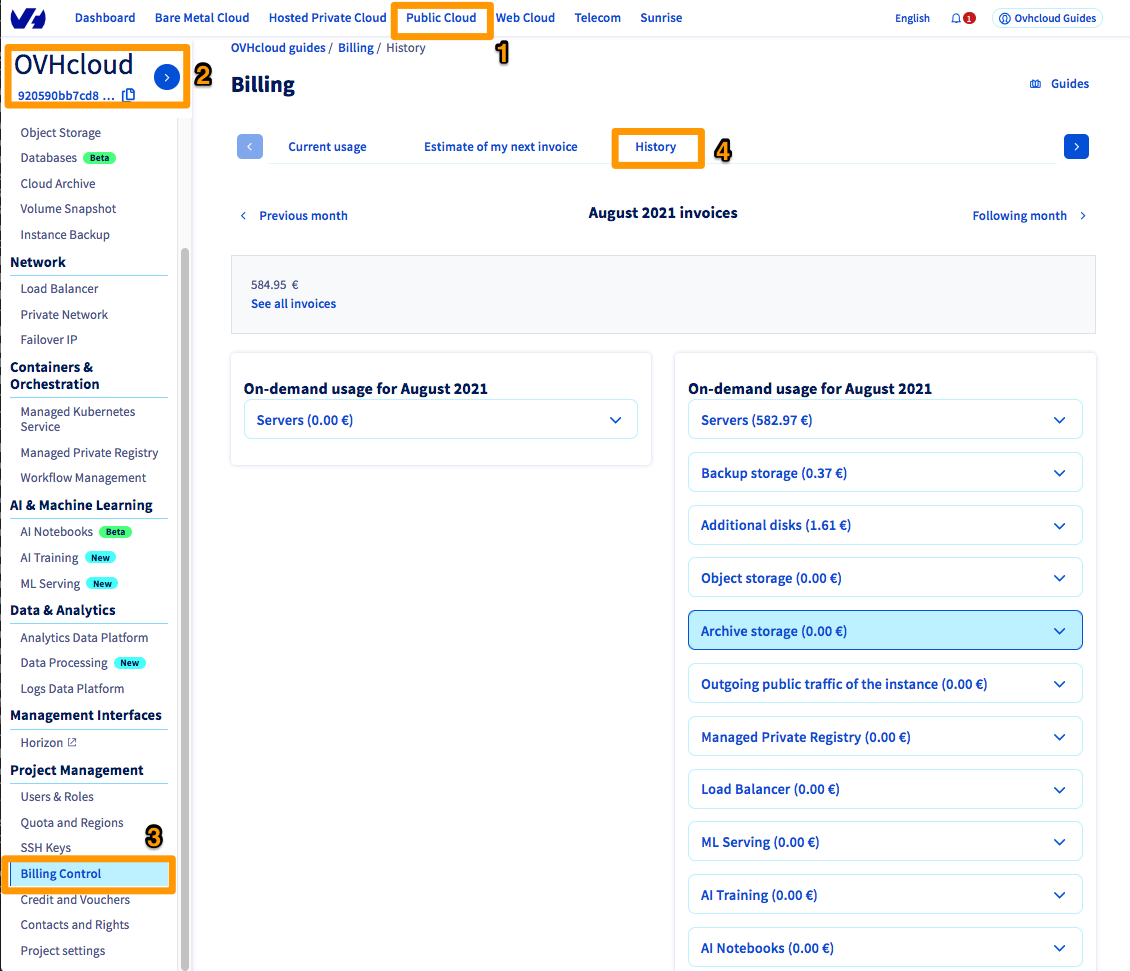 Dashboard Bare Metal Cloud Hosted Private Cloud Public Cloud Web Cloud Telecom Sunrise English 1 Ovhcloud Guides
1
OVHcloud
920590bb7cd8 ...
2
Object Storage
Databases Beta
Cloud Archive
Volume Snapshot
Instance Backup
Network
Load Balancer
Private Network
Failover IP
Containers &
Orchestration
Managed Kubernetes
Service
Managed Private Registry
Workflow Management
AI & Machine Learning
AI Notebooks Beta
AI Training New
ML Serving New
Data & Analytics
Analytics Data Platform
Data Processing New
Logs Data Platform
Management Interfaces
Horizon
Project Management
Users & Roles
Quota and Regions
SSH Keys
3
Billing Control
Credit and Vouchers
Contacts and Rights
Project settings
OVHcloud guides / Billing / History
Billing
Guides
Current usage Estimate of my next invoice History 4
Previous month August 2021 invoices Following month
584.95 €
See all invoices
On-demand usage for August 2021
Servers (0.00 €)
On-demand usage for August 2021
Servers (582.97 €)
Backup storage (0.37 €)
Additional disks (1.61 €)
Object storage (0.00 €)
Archive storage (0.00 €)
Outgoing public traffic of the instance (0.00 €)
Managed Private Registry (0.00 €)
Load Balancer (0.00 €)
ML Serving (0.00 €)
AI Training (0.00 €)
AI Notebooks (0.00 €)